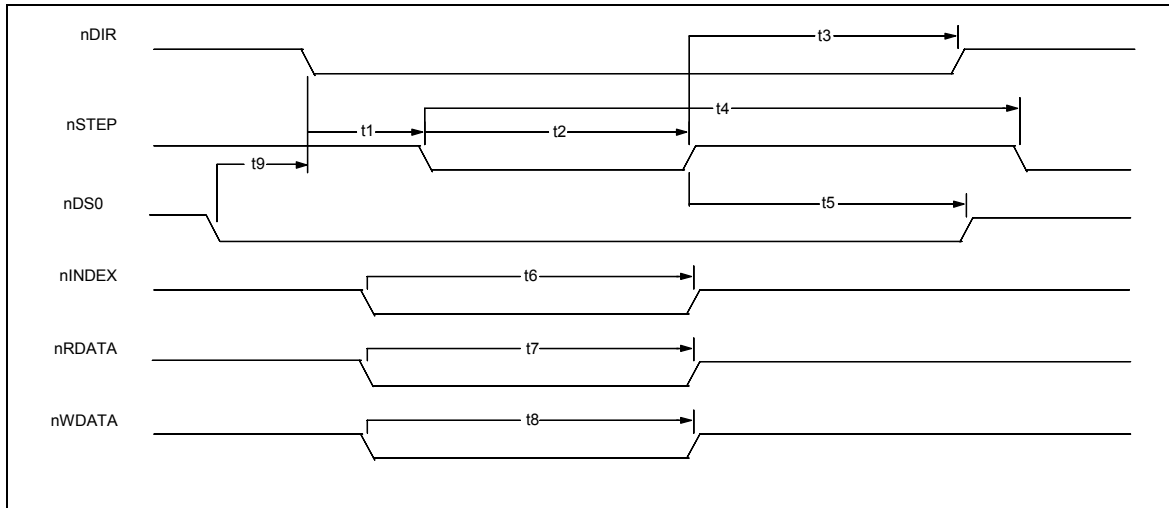 nDIR
t3
t4
nSTEP
t1
t2
t9
nDS0
t5
nINDEX
t6
nRDATA
t7
nWDATA
t8